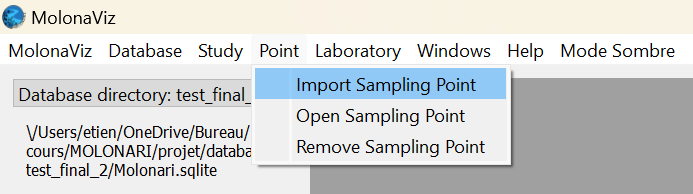 MolonaViz
MolonaViz Database Study Point Laboratory Windows Help Mode Sombre
Import Sampling Point
Open Sampling Point
Remove Sampling Point
Database directory: test_final_
\/Users/etien/OneDrive/Bureau/
cours/MOLONARI/projet/databa
test_final_2/Molonari.sqlite